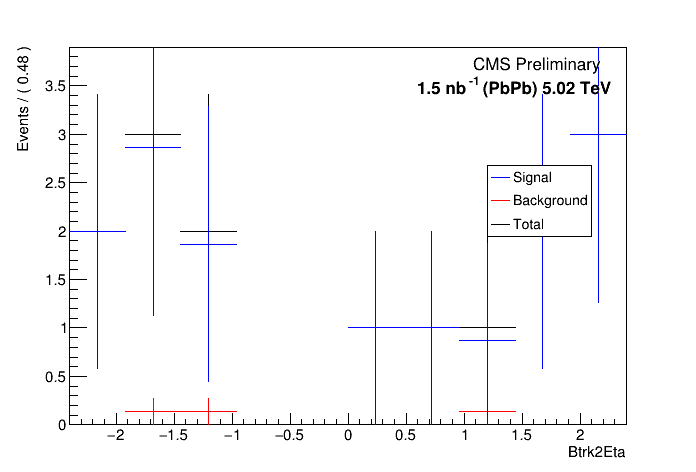 CMS Preliminary
1.5 nb⁻¹ (PbPb) 5.02 TeV
Events / ( 0.48 )
3.5
3
2.5
2
1.5
1
0.5
0
Signal
Background
Total
−2 −1.5 −1 −0.5 0 0.5 1 1.5 2
Btrk2Eta